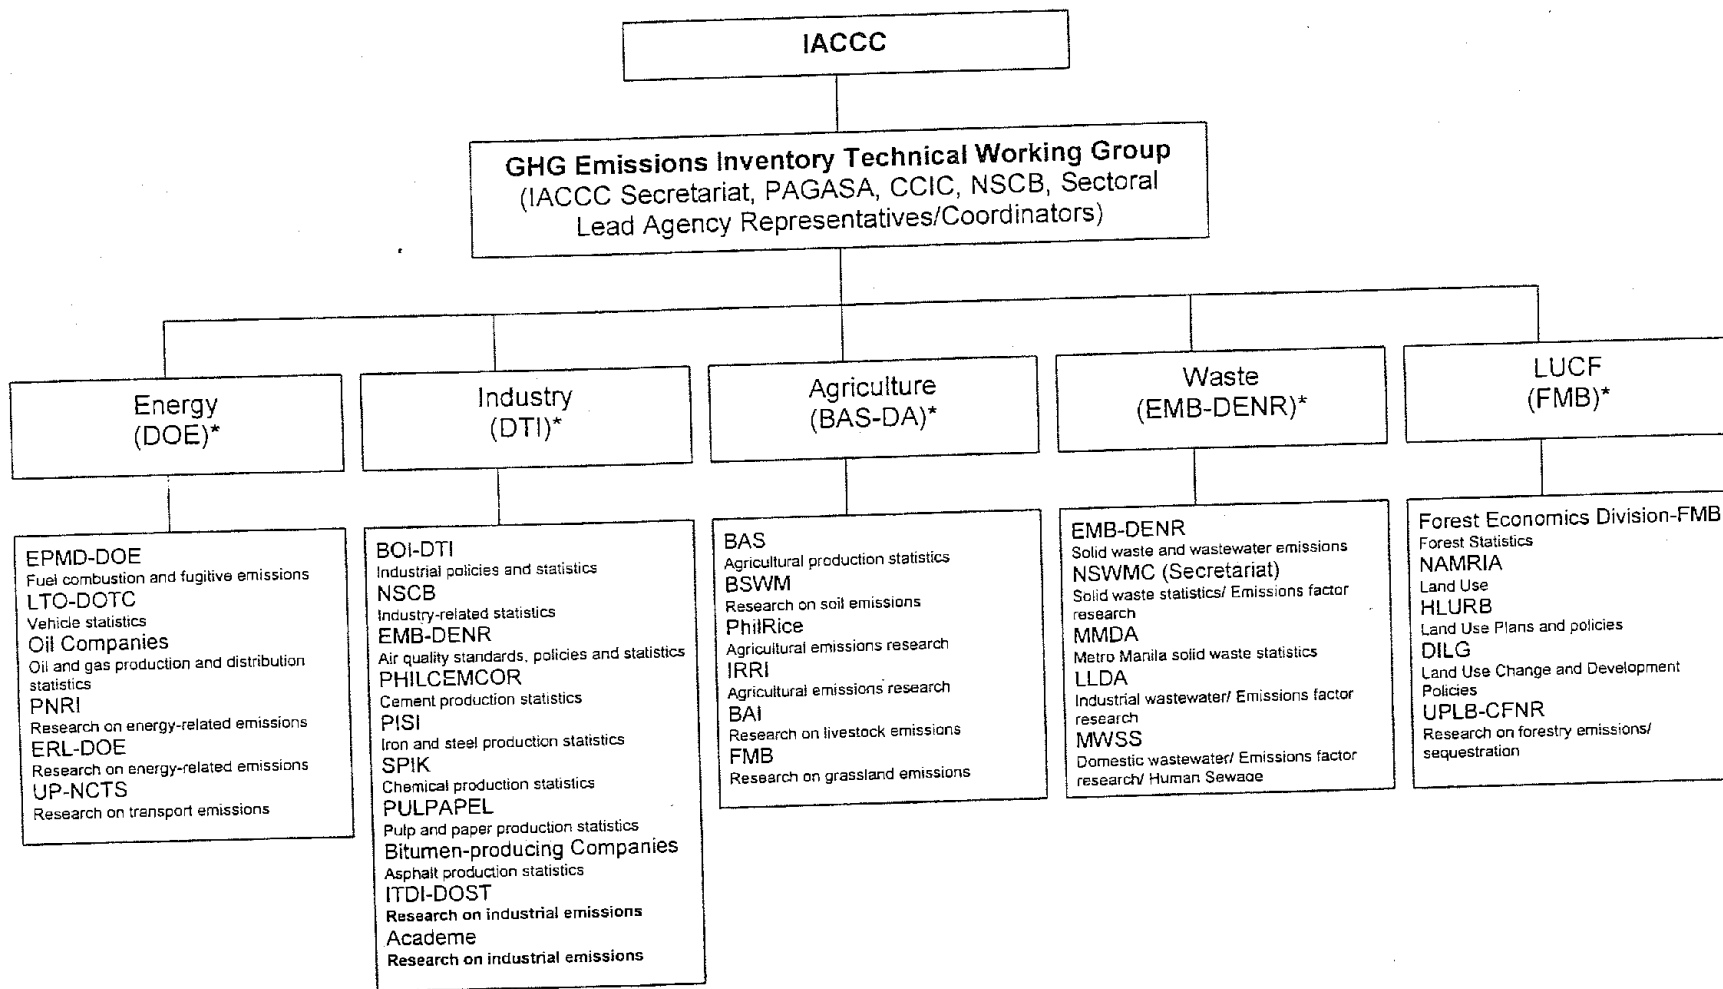 IACCC
GHG Emissions Inventory Technical Working Group
(IACCC Secretariat, PAGASA, CCIC, NSCB, Sectoral
Lead Agency Representatives/Coordinators)
Energy
(DOE)*
Industry
(DTI)*
Agriculture
(BAS-DA)*
Waste
(EMB-DENR)*
LUCF
(FMB)*
EPMD-DOE
Fuel combustion and fugitive emissions
LTO-DOTC
Vehicle statistics
Oil Companies
Oil and gas production and distribution
statistics
PNRI
Research on energy-related emissions
ERL-DOE
Research on energy-related emissions
UP-NCTS
Research on transport emissions
BOI-DTI
Industrial policies and statistics
NSCB
Industry-related statistics
EMB-DENR
Air quality standards, policies and statistics
PHILCEMCOR
Cement production statistics
PISI
Iron and steel production statistics
SPIK
Chemical production statistics
PULPAPEL
Pulp and paper production statistics
Bitumen-producing Companies
Asphalt production statistics
ITDI-DOST
Research on industrial emissions
Academe
Research on industrial emissions
BAS
Agricultural production statistics
BSWM
Research on soil emissions
PhilRice
Agricultural emissions research
IRRI
Agricultural emissions research
BAI
Research on livestock emissions
FMB
Research on grassland emissions
EMB-DENR
Solid waste and wastewater emissions
NSWMC (Secretariat)
Solid waste statistics/ Emissions factor
research
MMDA
Metro Manila solid waste statistics
LLDA
Industrial wastewater/ Emissions factor
research
MWSS
Domestic wastewater/ Emissions factor
research/ Human Sewage
Forest Economics Division-FMB
Forest Statistics
NAMRIA
Land Use
HLURB
Land Use Plans and policies
DILG
Land Use Change and Development
Policies
UPLB-CFNR
Research on forestry emissions/
sequestration